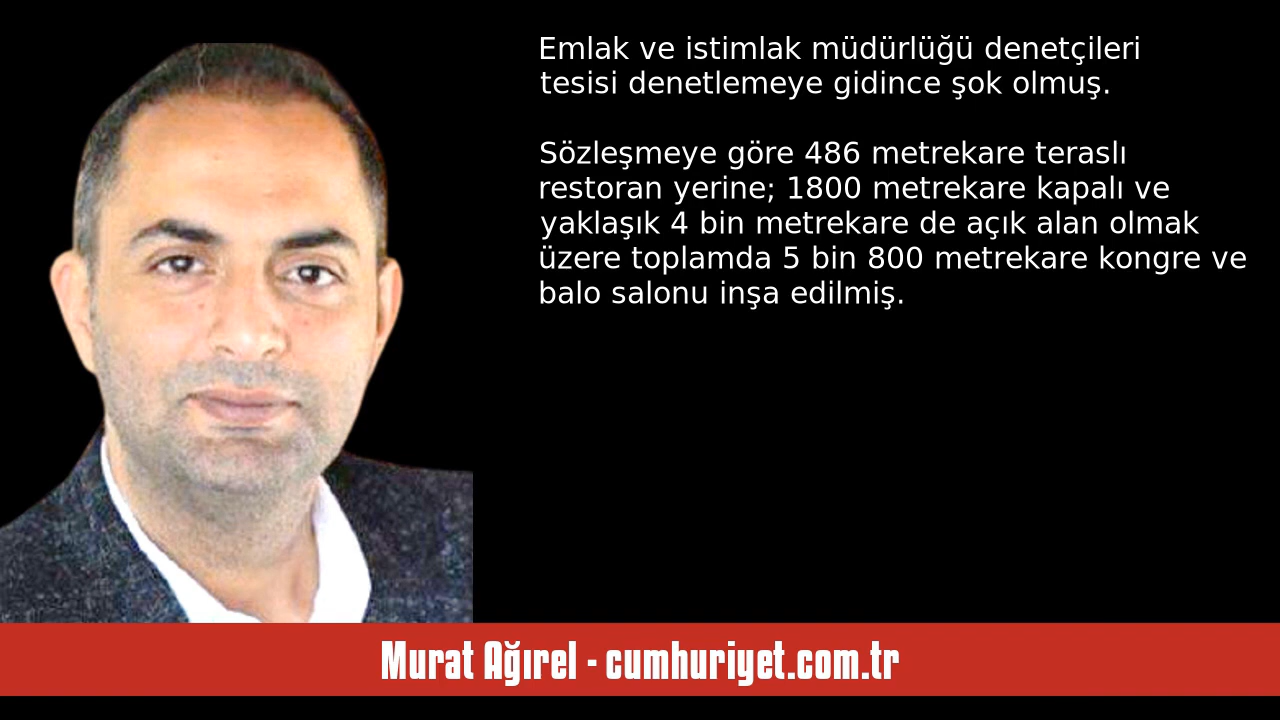 Emlak ve istimlak müdürlüğü denetçileri
tesisi denetlemeye gidince şok olmuş.
Sözleşmeye göre 486 metrekare teraslı
restoran yerine; 1800 metrekare kapalı ve
yaklaşık 4 bin metrekare de açık alan olmak
üzere toplamda 5 bin 800 metrekare kongre ve
balo salonu inşa edilmiş.
Murat Ağırel - cumhuriyet.com.tr